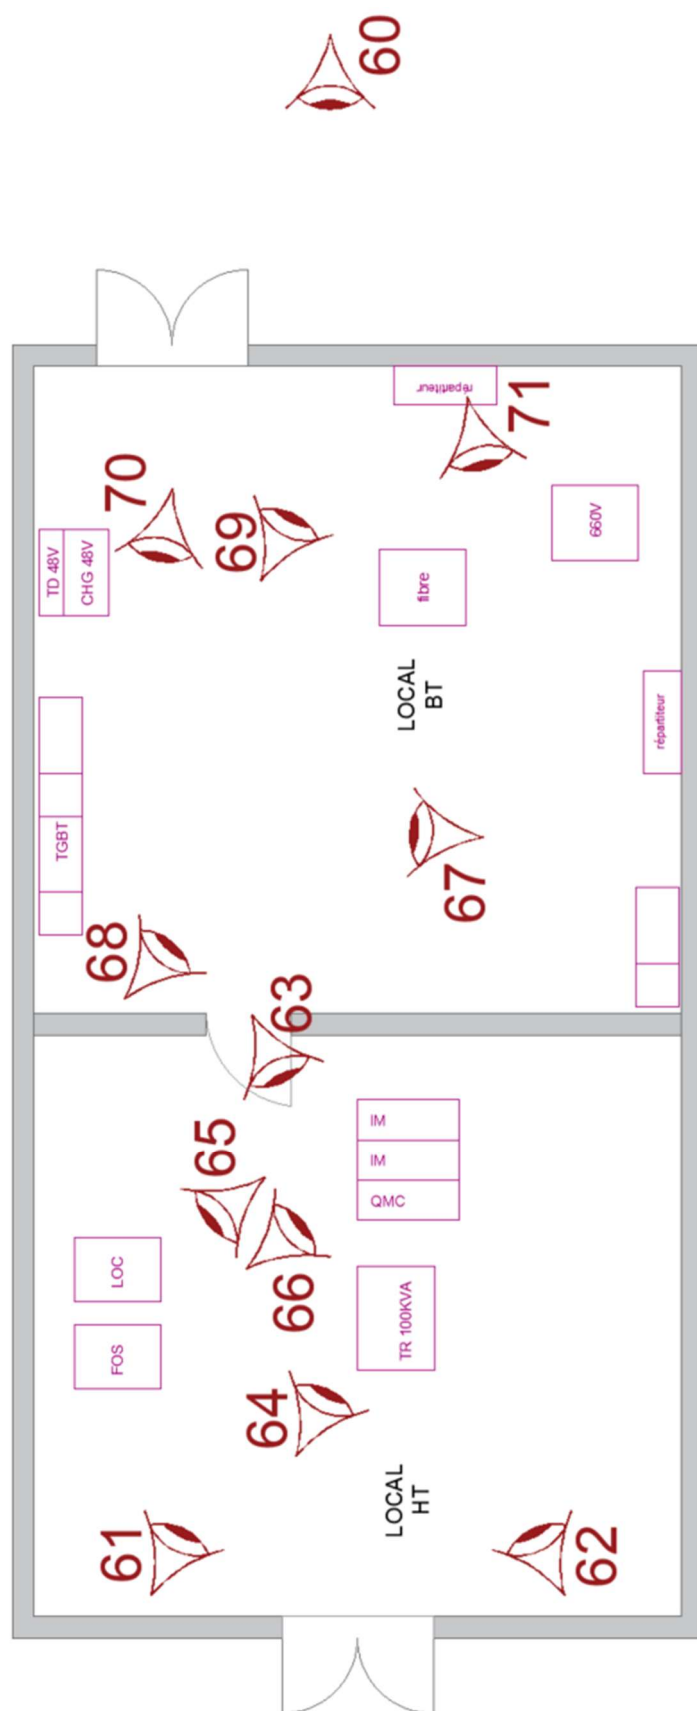 60
répartiteur
71
70
69
TD 48V
CHG 48V
660V
fibre
LOCAL
BT
répartiteur
TGBT
67
68
63
65
IM
IM
QMC
LOC
66
TR 100KVA
FOS
64
LOCAL
HT
61
62